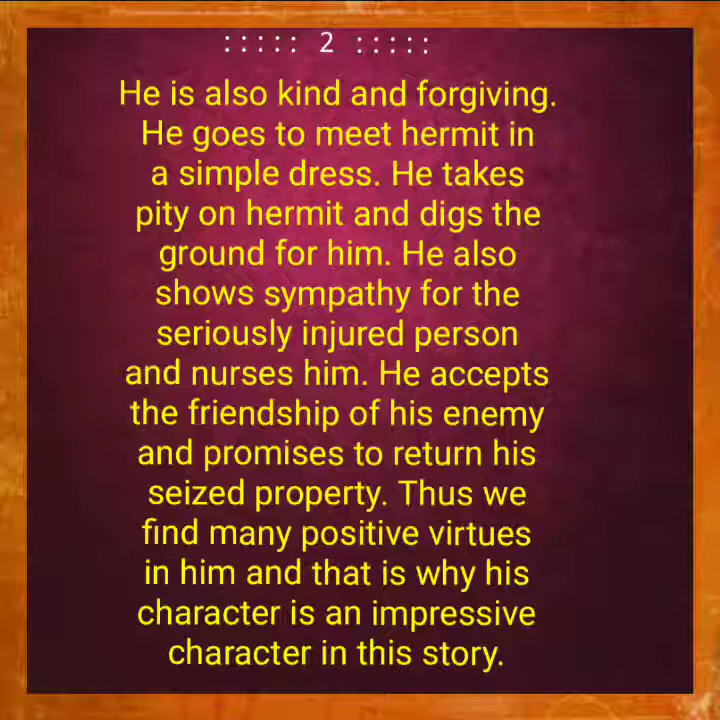 ::::: 2 :::::
He is also kind and forgiving.
He goes to meet hermit in
a simple dress. He takes
pity on hermit and digs the
ground for him. He also
shows sympathy for the
seriously injured person
and nurses him. He accepts
the friendship of his enemy
and promises to return his
seized property. Thus we
find many positive virtues
in him and that is why his
character is an impressive
character in this story.